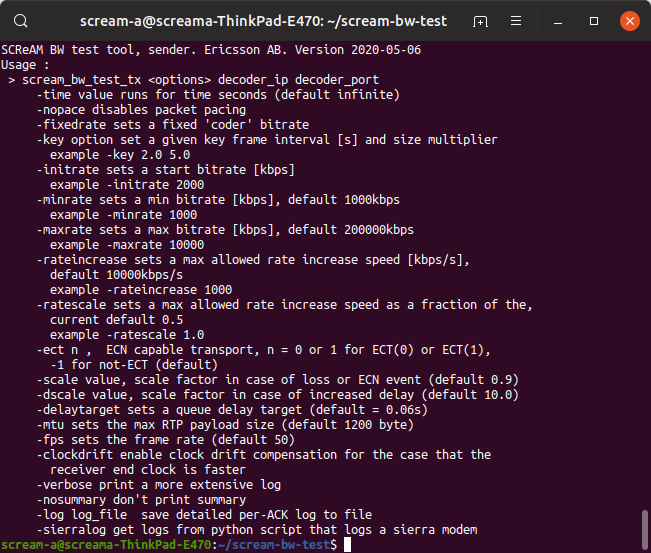 scream-a@screama-ThinkPad-E470: ~/scream-bw-test
SCReAM BW test tool, sender. Ericsson AB. Version 2020-05-06
Usage :
 > scream_bw_test_tx <options> decoder_ip decoder_port
     -time value runs for time seconds (default infinite)
     -nopace disables packet pacing
     -fixedrate sets a fixed 'coder' bitrate
     -key option set a given key frame interval [s] and size multiplier
       example -key 2.0 5.0
     -initrate sets a start bitrate [kbps]
       example -initrate 2000
     -minrate sets a min bitrate [kbps], default 1000kbps
       example -minrate 1000
     -maxrate sets a max bitrate [kbps], default 200000kbps
       example -maxrate 10000
     -rateincrease sets a max allowed rate increase speed [kbps/s],
       default 10000kbps/s
       example -rateincrease 1000
     -ratescale sets a max allowed rate increase speed as a fraction of the,
       current default 0.5
       example -ratescale 1.0
     -ect n ,  ECN capable transport, n = 0 or 1 for ECT(0) or ECT(1),
       -1 for not-ECT (default)
     -scale value, scale factor in case of loss or ECN event (default 0.9)
     -dscale value, scale factor in case of increased delay (default 10.0)
     -delaytarget sets a queue delay target (default = 0.06s)
     -mtu sets the max RTP payload size (default 1200 byte)
     -fps sets the frame rate (default 50)
     -clockdrift enable clock drift compensation for the case that the
       receiver end clock is faster
     -verbose print a more extensive log
     -nosummary don't print summary
     -log log_file  save detailed per-ACK log to file
     -sierralog get logs from python script that logs a sierra modem
scream-a@screama-ThinkPad-E470:~/scream-bw-test$